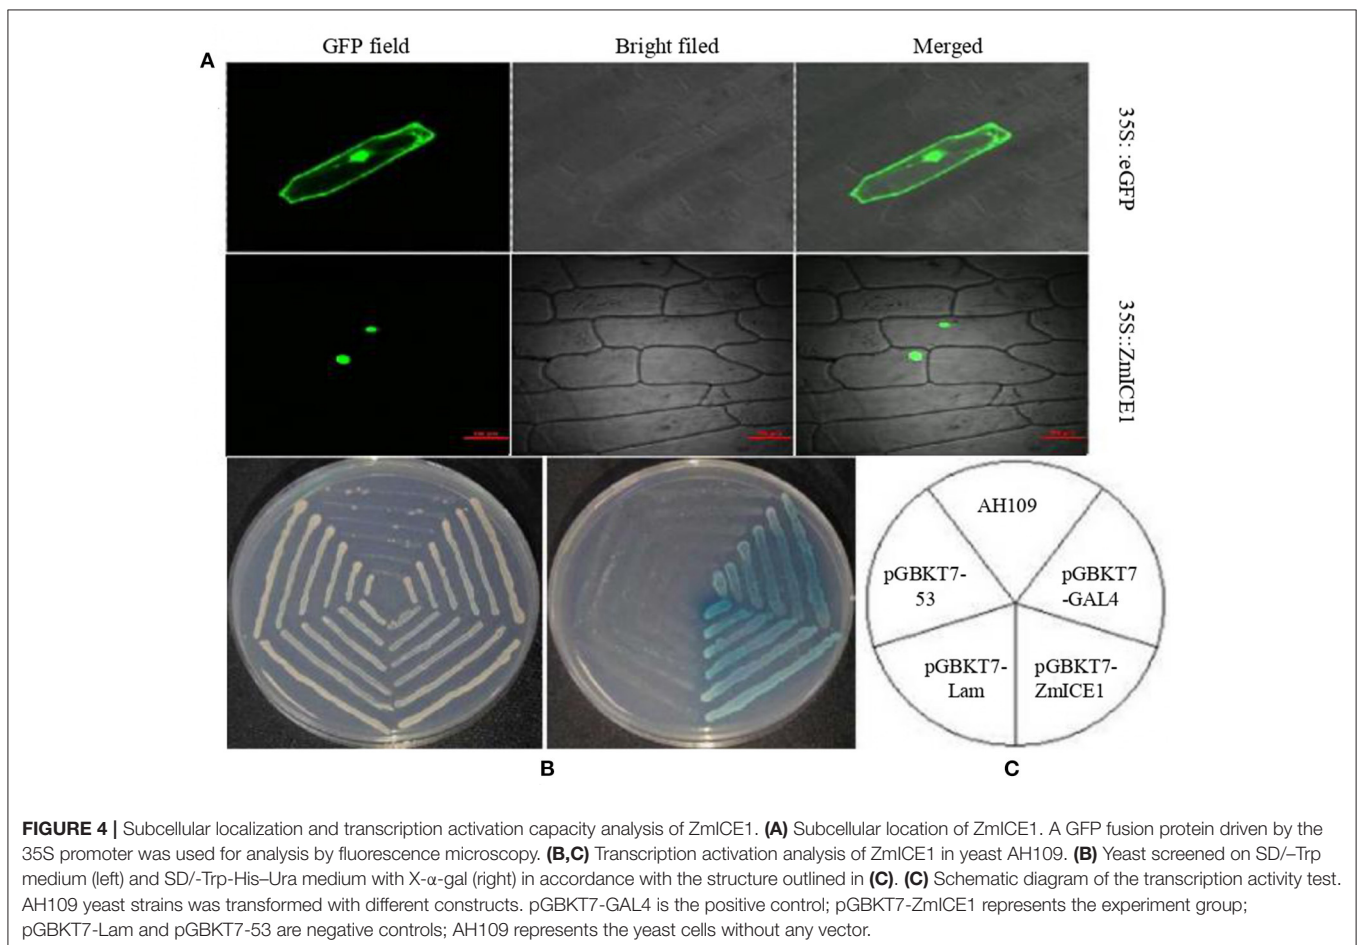 A
GFP field
Bright filed
Merged
35S: :eGFP
35S::ZmICE1
AH109
pGBKT7-
53
pGBKT7
-GAL4
pGBKT7-
Lam
pGBKT7-
ZmICE1
B
C
FIGURE 4 | Subcellular localization and transcription activation capacity analysis of ZmICE1. (A) Subcellular location of ZmICE1. A GFP fusion protein driven by the
35S promoter was used for analysis by fluorescence microscopy. (B,C) Transcription activation analysis of ZmICE1 in yeast AH109. (B) Yeast screened on SD/–Trp
medium (left) and SD/-Trp-His–Ura medium with X-α-gal (right) in accordance with the structure outlined in (C). (C) Schematic diagram of the transcription activity test.
AH109 yeast strains was transformed with different constructs. pGBKT7-GAL4 is the positive control; pGBKT7-ZmICE1 represents the experiment group;
pGBKT7-Lam and pGBKT7-53 are negative controls; AH109 represents the yeast cells without any vector.